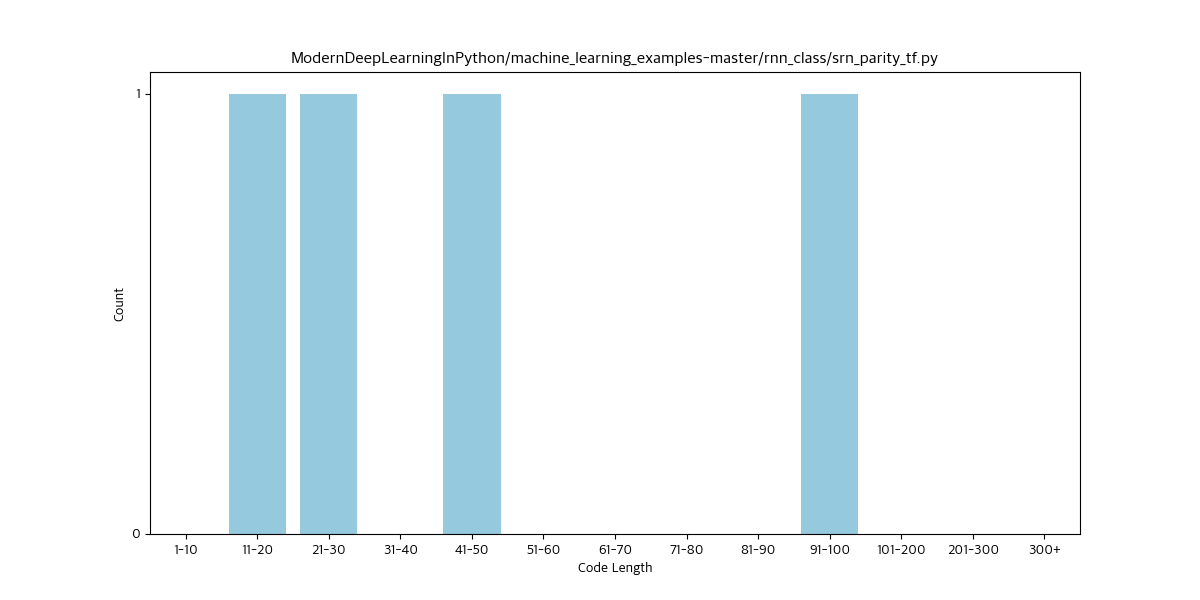 ModernDeepLearningInPython/machine_learning_examples-master/rnn_class/srn_parity_tf.py
1
Count
0
1-10 11-20 21-30 31-40 41-50 51-60 61-70 71-80 81-90 91-100 101-200 201-300 300+
Code Length